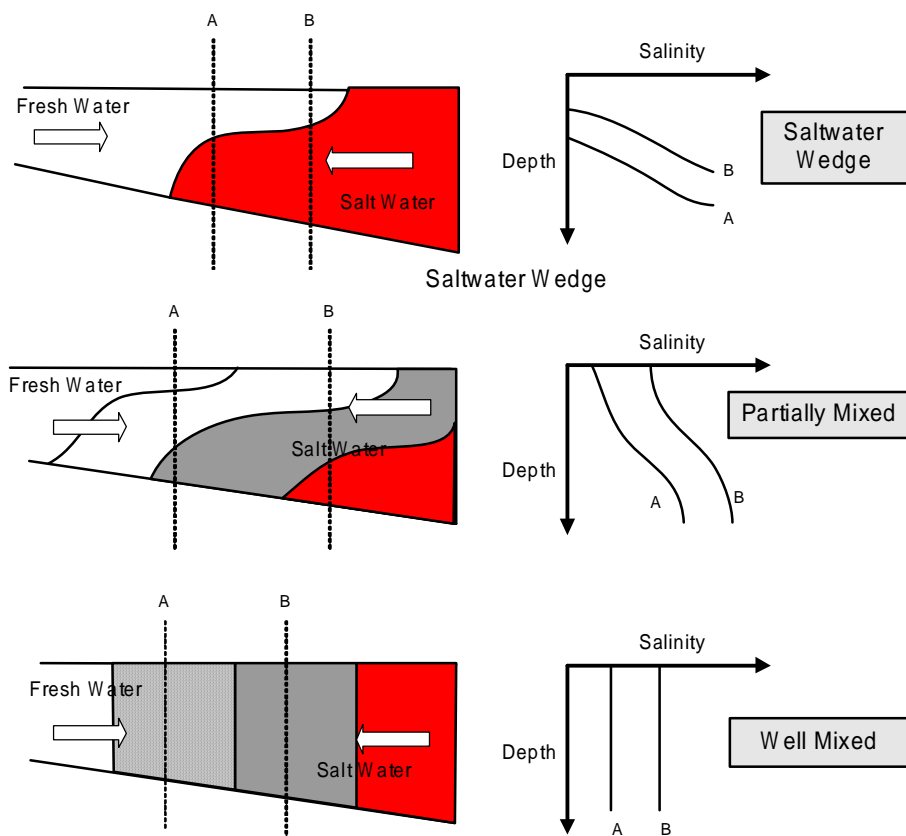 A B
Salinity
Fresh Water
Depth
Salt Water
B
A
Saltwater
Wedge
Saltwater Wedge
A B
Salinity
Fresh Water
Salt Water
Depth
A
B
Partially Mixed
A B
Salinity
Fresh Water
Salt Water
Depth
A B
Well Mixed